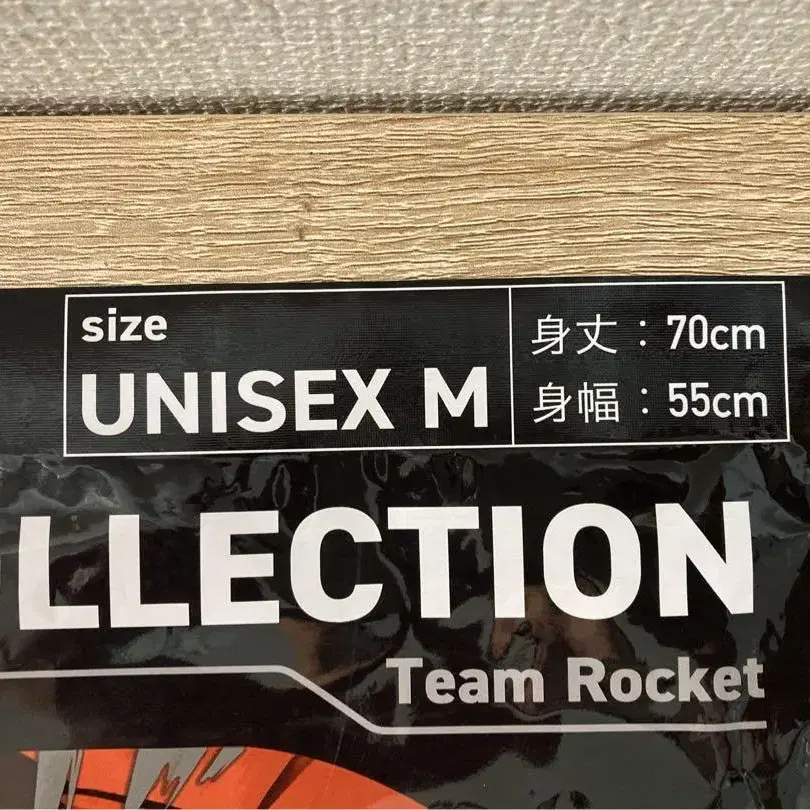 size
UNISEX M
身丈：70cm
身幅：55cm
LLECTION
Team Rocket